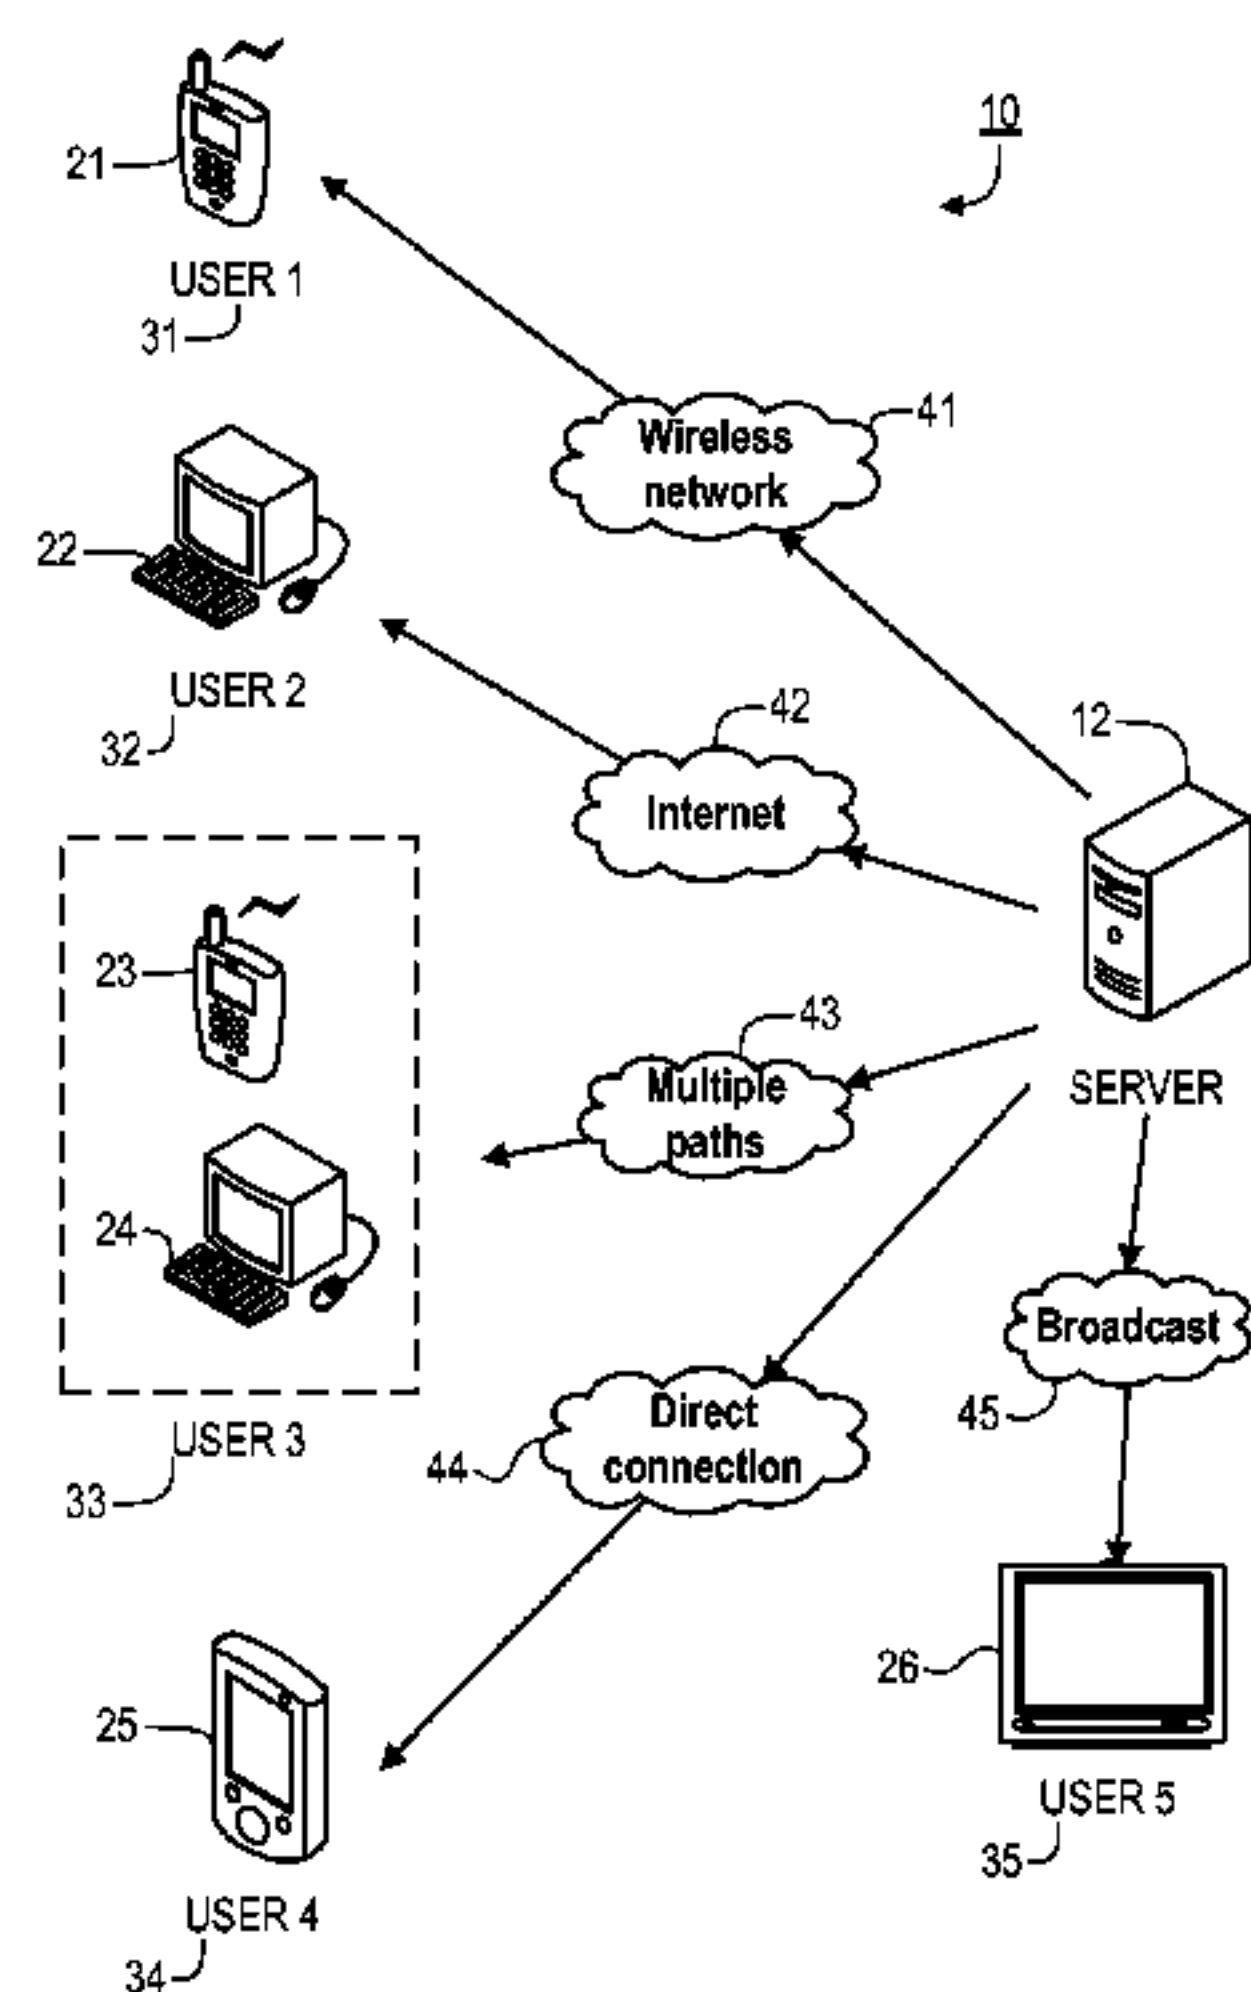 10
21
USER 1
31
Wireless
network
41
22
USER 2
32
42
Internet
12
23
43
Multiple
paths
SERVER
24
Broadcast
45
USER 3
33
Direct
connection
44
26
25
USER 5
35
USER 4
34